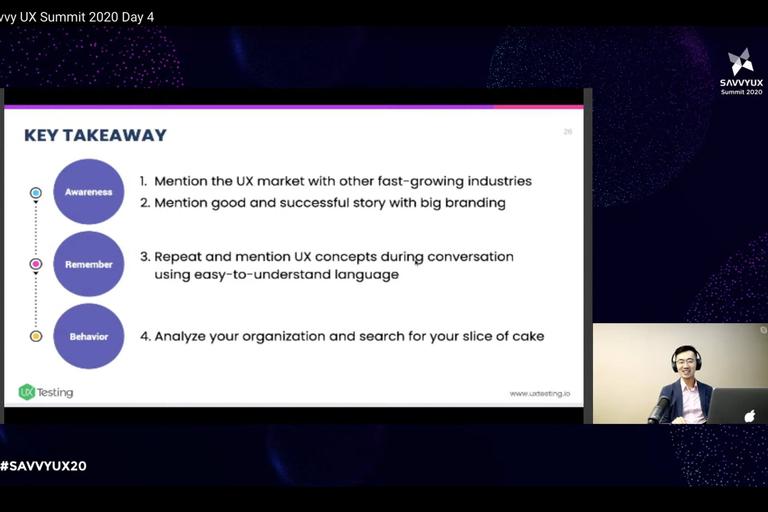 vvy UX Summit 2020 Day 4
SAVVYUX
Summit 2020
KEY TAKEAWAY
26
Awareness
1. Mention the UX market with other fast-growing industries
2. Mention good and successful story with big branding
Remember
3. Repeat and mention UX concepts during conversation
using easy-to-understand language
Behavior
4. Analyze your organization and search for your slice of cake
UX Testing
www.uxtesting.io
#SAVVYUX20